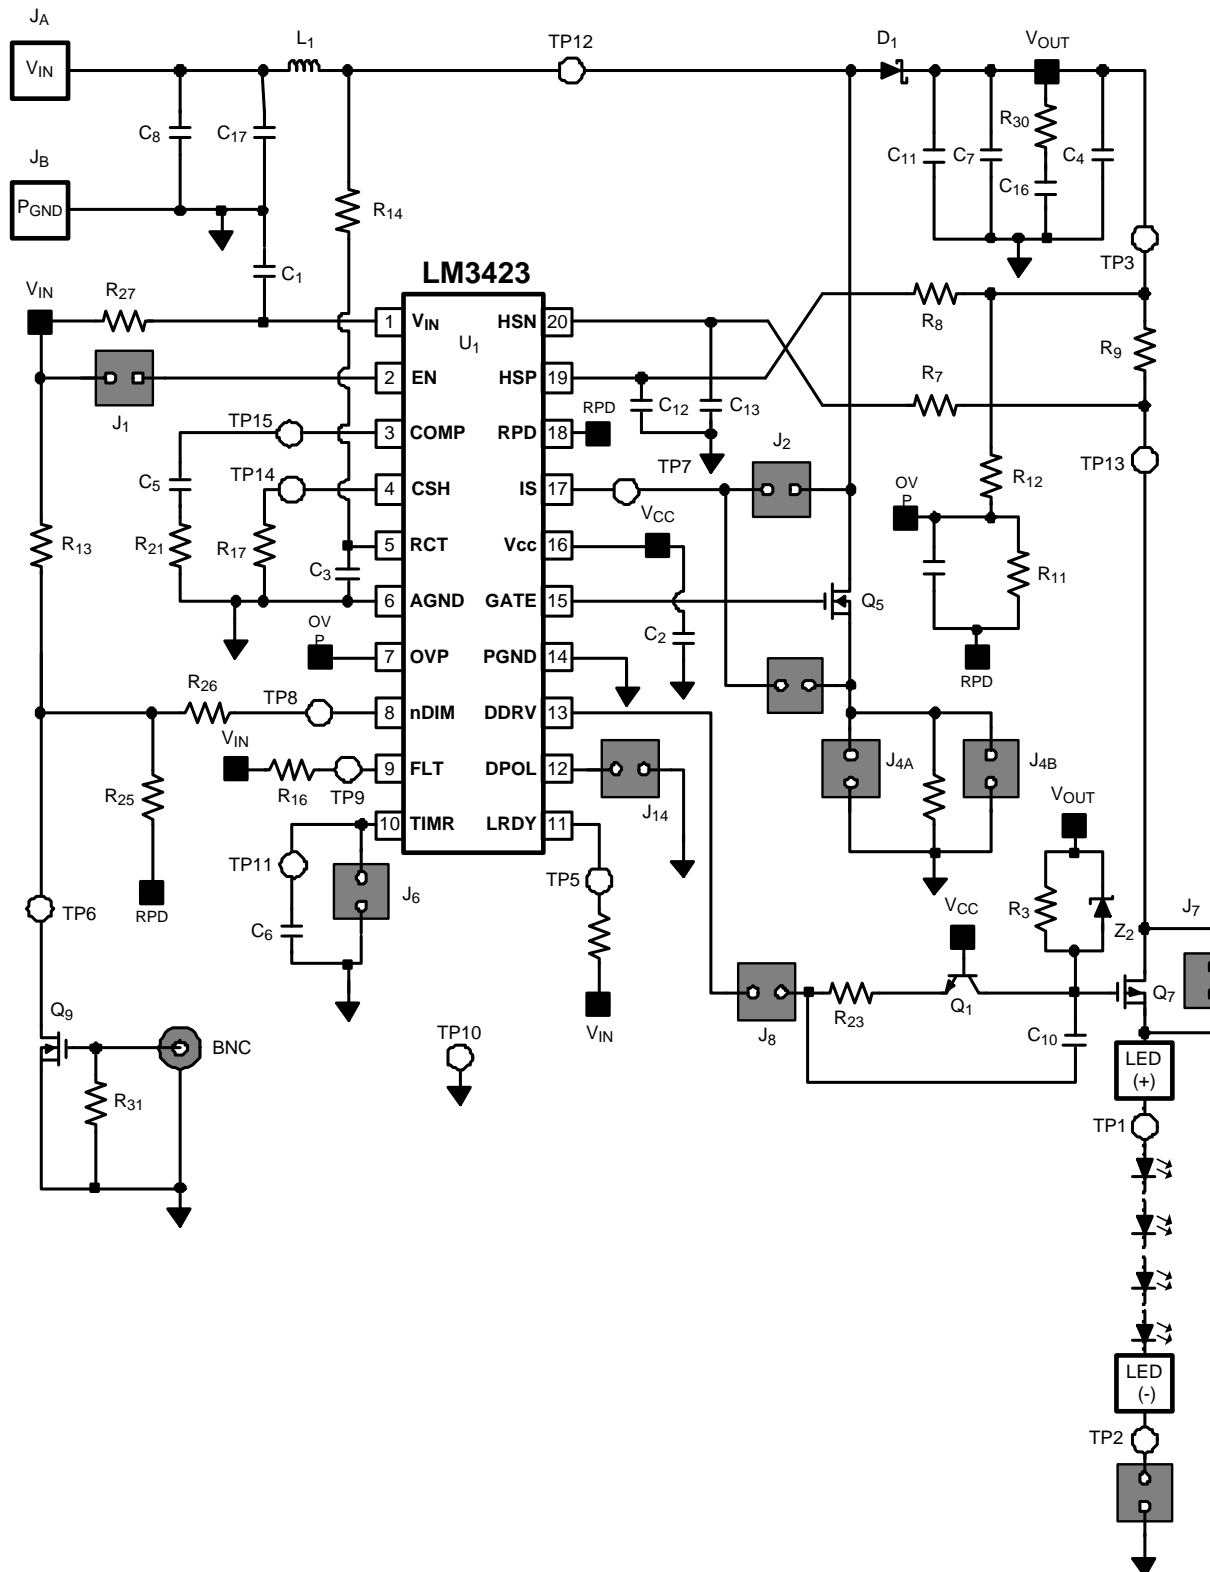 JA
L1
TP12
D1
VOUT
VIN
R30
C8
C17
C11
C7
C4
JB
C16
PGND
R14
TP3
C1
LM3423
VIN
R27
R8
1 VIN HSN 20
U1
R9
2 EN HSP 19
R7
C12
C13
J1
TP15
RPD
3 COMP RPD 18
J2
TP14
TP7
TP13
C5
4 CSH IS 17
R12
VCC
OV
P
R13
R21
R17
5 RCT Vcc 16
C3
R11
6 AGND GATE 15
Q5
OV
P
C2
7 OVP PGND 14
R26
TP8
RPD
8 nDIM DDRV 13
VIN
9 FLT DPOL 12
J4A
J4B
R25
R16
TP9
J14
VOUT
10 TIMR LRDY 11
TP11
TP5
J6
TP6
RPD
VCC
R3
J7
C6
Z2
Q7
Q9
R23
Q1
VIN
J8
C10
TP10
BNC
LED
(+)
R31
TP1
LED
(-)
TP2